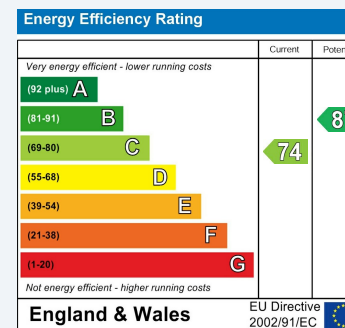 Energy Efficiency Rating
Current
Very energy efficient - lower running costs
(92 plus) A
(81-91) B
(69-80) C
74
(55-68) D
(39-54) E
(21-38) F
(1-20) G
Not energy efficient - higher running costs
England & Wales
EU Directive
2002/91/EC